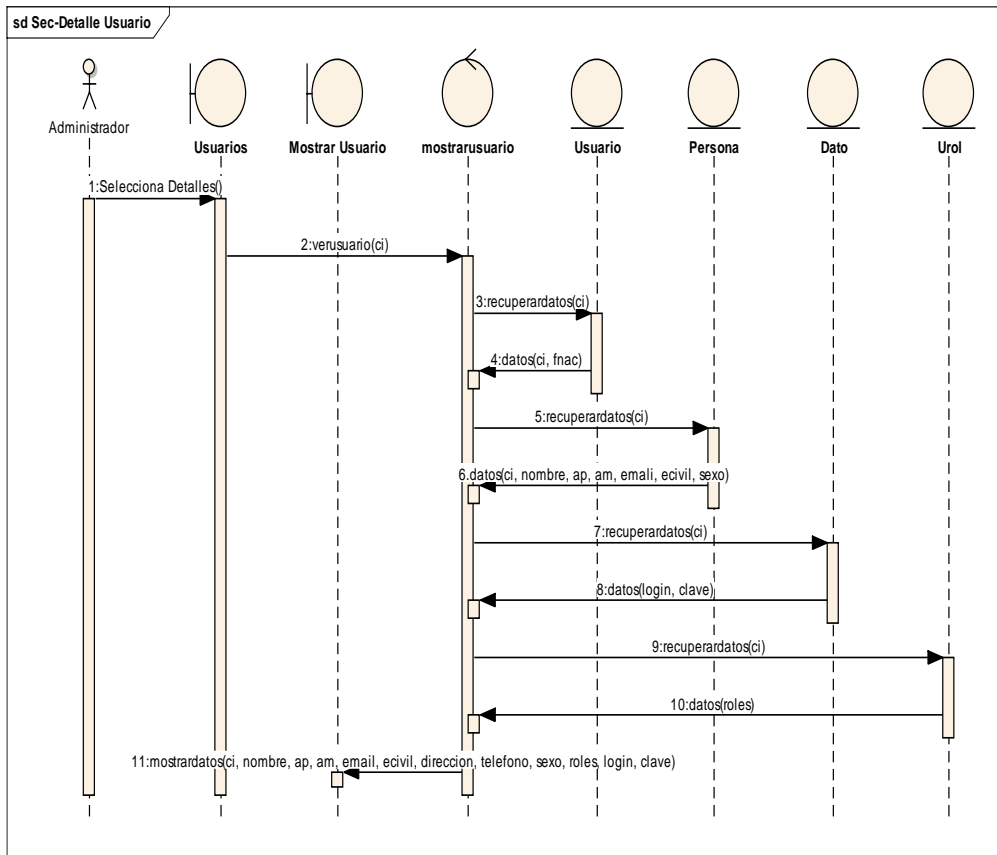 sd Sec-Detalle Usuario
Administrador
Usuarios
Mostrar Usuario
mostrarusuario
Usuario
Persona
Dato
Urol
1:Selecciona Detalles()
2:verusuario(ci)
3:recuperardatos(ci)
4:datos(ci, fnac)
5:recuperardatos(ci)
6.datos(ci, nombre, ap, am, emali, ecivil, sexo)
7:recuperardatos(ci)
8:datos(login, clave)
9:recuperardatos(ci)
10:datos(roles)
11:mostrardatos(ci, nombre, ap, am, email, ecivil, direccion, telefono, sexo, roles, login, clave)